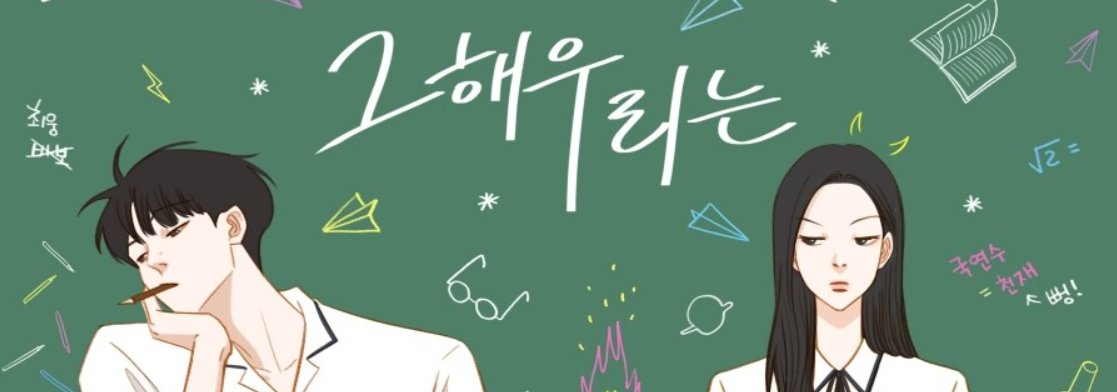 그해우리는
최웅
바보
√2 =
국연수
= 천재
↖ 뻥!